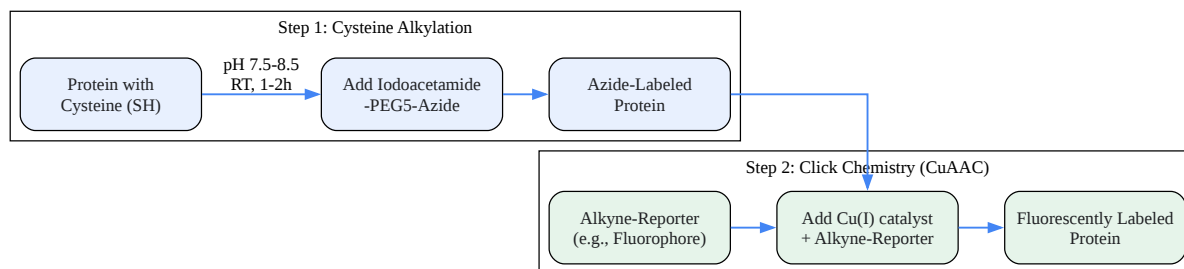 Step 1: Cysteine Alkylation
Protein with
Cysteine (SH)
pH 7.5-8.5
RT, 1-2h
Add Iodoacetamide
-PEG5-Azide
Azide-Labeled
Protein
Step 2: Click Chemistry (CuAAC)
Alkyne-Reporter
(e.g., Fluorophore)
Add Cu(I) catalyst
+ Alkyne-Reporter
Fluorescently Labeled
Protein